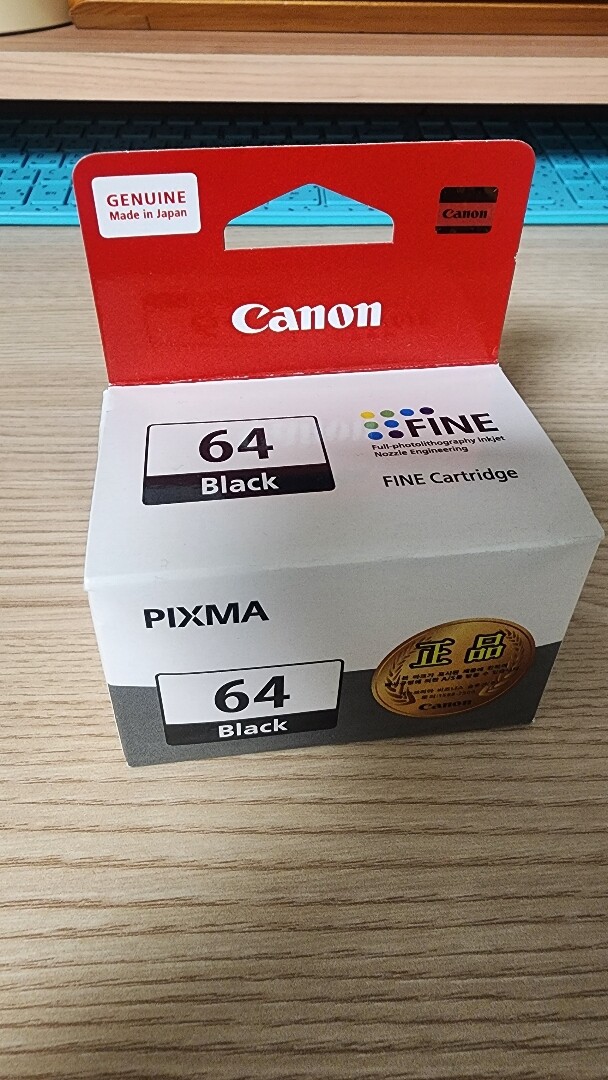 GENUINE
Made in Japan
Canon
Canon
64
Black
FINE
Full-photolithography Inkjet
Nozzle Engineering
FINE Cartridge
PIXMA
64
Black
正品
Canon